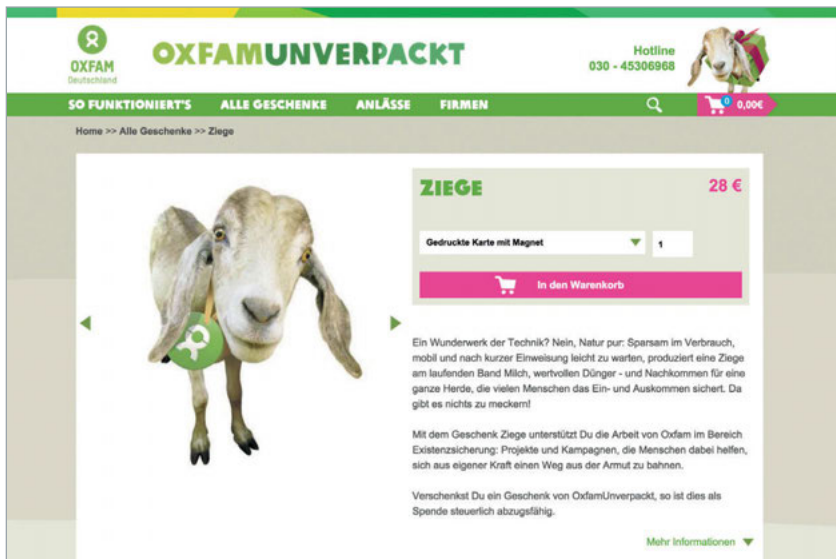 OXFAM
Deutschland
OXFAMUNVERPACKT
Hotline
030 - 45306968
SO FUNKTIONIERT'S ALLE GESCHENKE ANLÄSSE FIRMEN 0 0,00€
Home >> Alle Geschenke >> Ziege
ZIEGE 28 €
Gedruckte Karte mit Magnet 1
In den Warenkorb
Ein Wunderwerk der Technik? Nein, Natur pur: Sparsam im Verbrauch,
mobil und nach kurzer Einweisung leicht zu warten, produziert eine Ziege
am laufenden Band Milch, wertvollen Dünger - und Nachkommen für eine
ganze Herde, die vielen Menschen das Ein- und Auskommen sichert. Da
gibt es nichts zu meckern!
Mit dem Geschenk Ziege unterstützt Du die Arbeit von Oxfam im Bereich
Existenzsicherung: Projekte und Kampagnen, die Menschen dabei helfen,
sich aus eigener Kraft einen Weg aus der Armut zu bahnen.
Verschenkst Du ein Geschenk von OxfamUnverpackt, so ist dies als
Spende steuerlich abzugsfähig.
Mehr Informationen